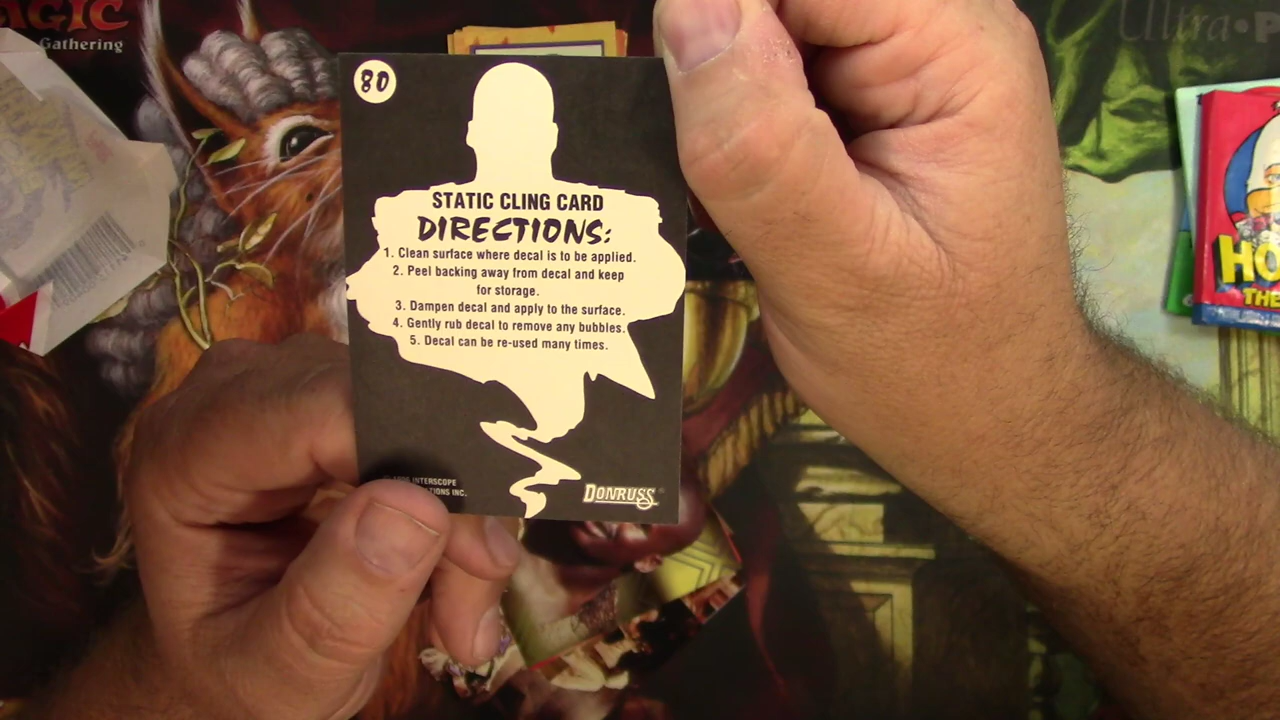 Gathering
Ultra
80
STATIC CLING CARD
DIRECTIONS:
1. Clean surface where decal is to be applied.
2. Peel backing away from decal and keep
for storage.
3. Dampen decal and apply to the surface.
4. Gently rub decal to remove any bubbles.
5. Decal can be re-used many times.
INTERSCOPE
INC.
DONRUSS
THE